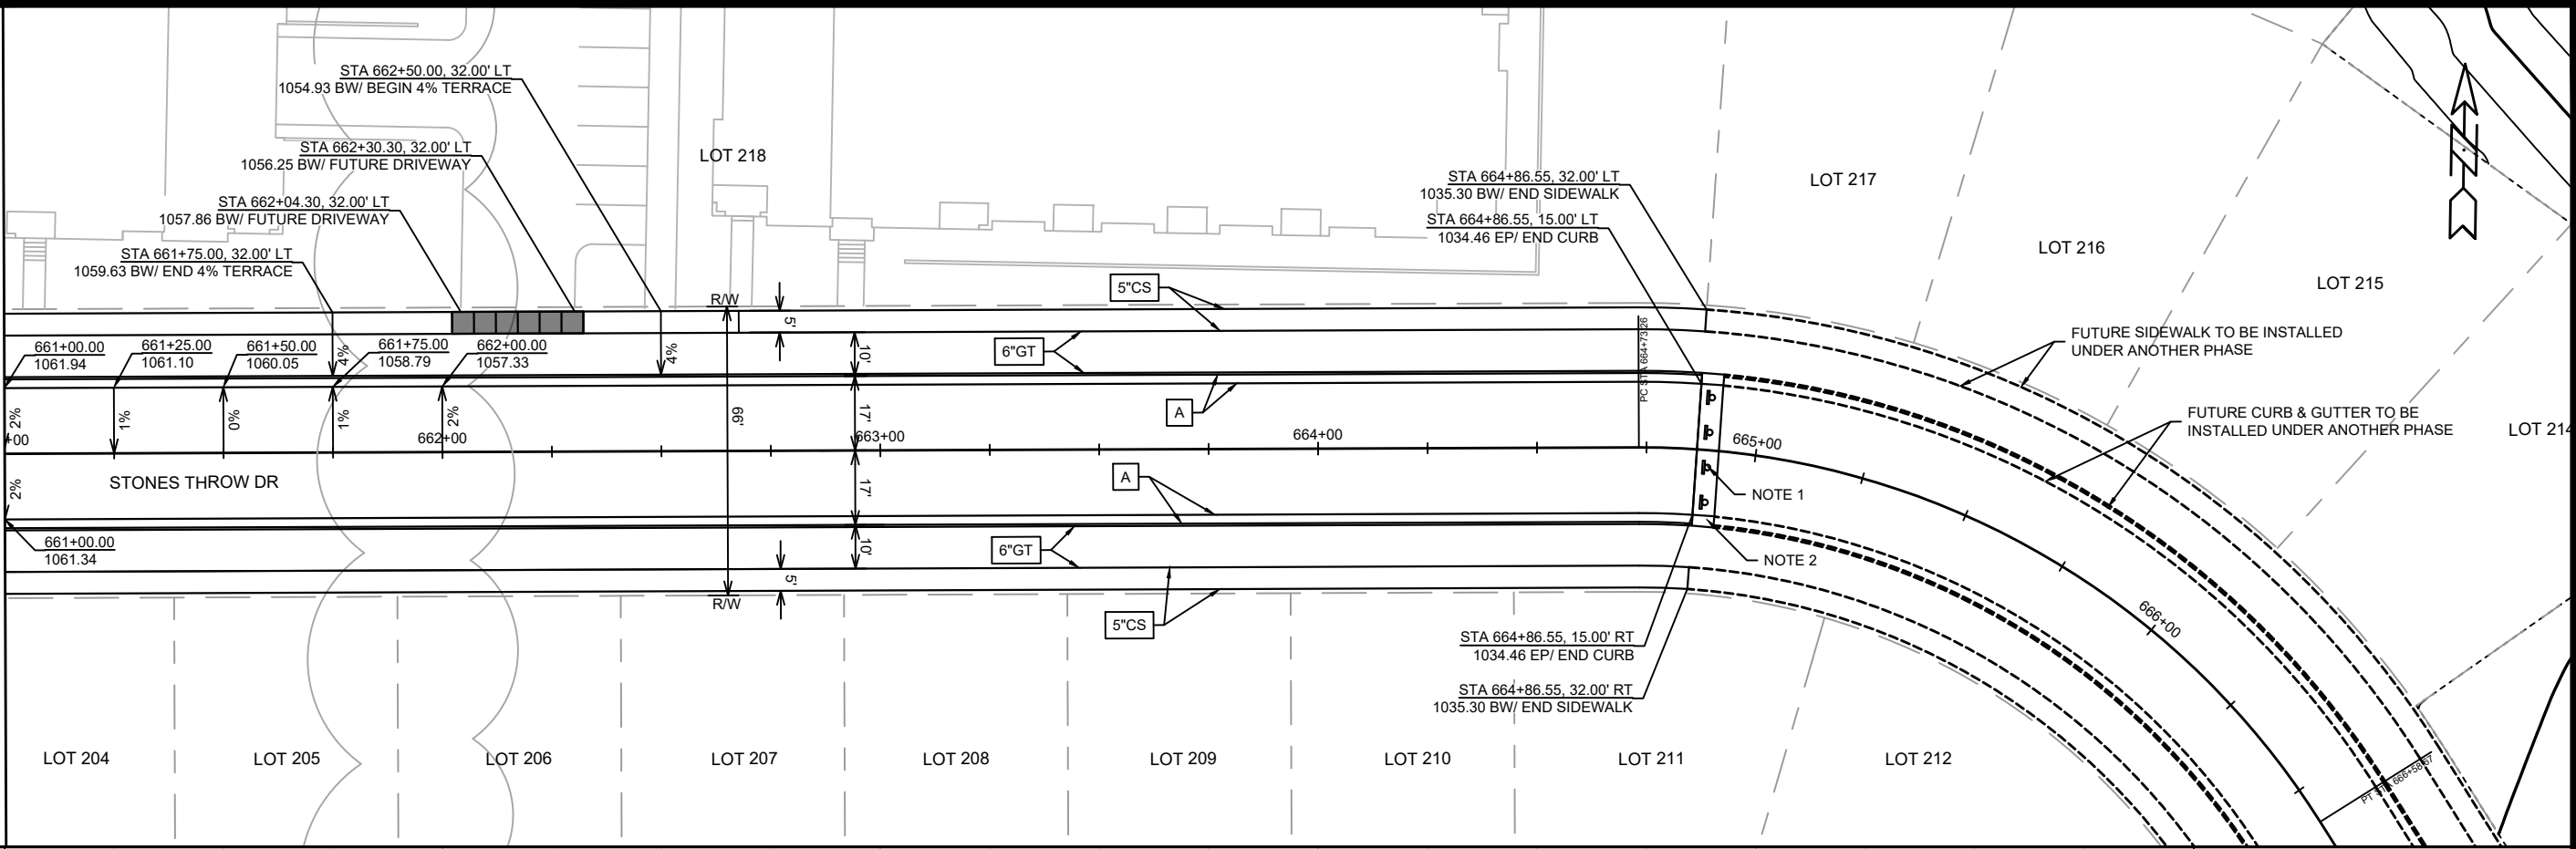 STA 662+50.00, 32.00' LT
1054.93 BW/ BEGIN 4% TERRACE
STA 662+30.30, 32.00' LT
1056.25 BW/ FUTURE DRIVEWAY
STA 662+04.30, 32.00' LT
1057.86 BW/ FUTURE DRIVEWAY
STA 661+75.00, 32.00' LT
1059.63 BW/ END 4% TERRACE
LOT 218
STA 664+86.55, 32.00' LT
1035.30 BW/ END SIDEWALK
STA 664+86.55, 15.00' LT
1034.46 EP/ END CURB
LOT 217
LOT 216
LOT 215
LOT 214
R/W
5'
5"CS
10'
6"GT
4%
4%
661+00.00
1061.94
661+25.00
1061.10
661+50.00
1060.05
661+75.00
1058.79
662+00.00
1057.33
PC STA 664+73.26
FUTURE SIDEWALK TO BE INSTALLED
UNDER ANOTHER PHASE
FUTURE CURB & GUTTER TO BE
INSTALLED UNDER ANOTHER PHASE
2%
1%
0%
1%
2%
66'
17'
A
+00
662+00
663+00
664+00
665+00
666+00
STONES THROW DR
2%
A
17'
NOTE 1
NOTE 2
661+00.00
1061.34
6"GT
10'
5'
R/W
5"CS
STA 664+86.55, 15.00' RT
1034.46 EP/ END CURB
STA 664+86.55, 32.00' RT
1035.30 BW/ END SIDEWALK
LOT 204
LOT 205
LOT 206
LOT 207
LOT 208
LOT 209
LOT 210
LOT 211
LOT 212
PT STA 666+58.57